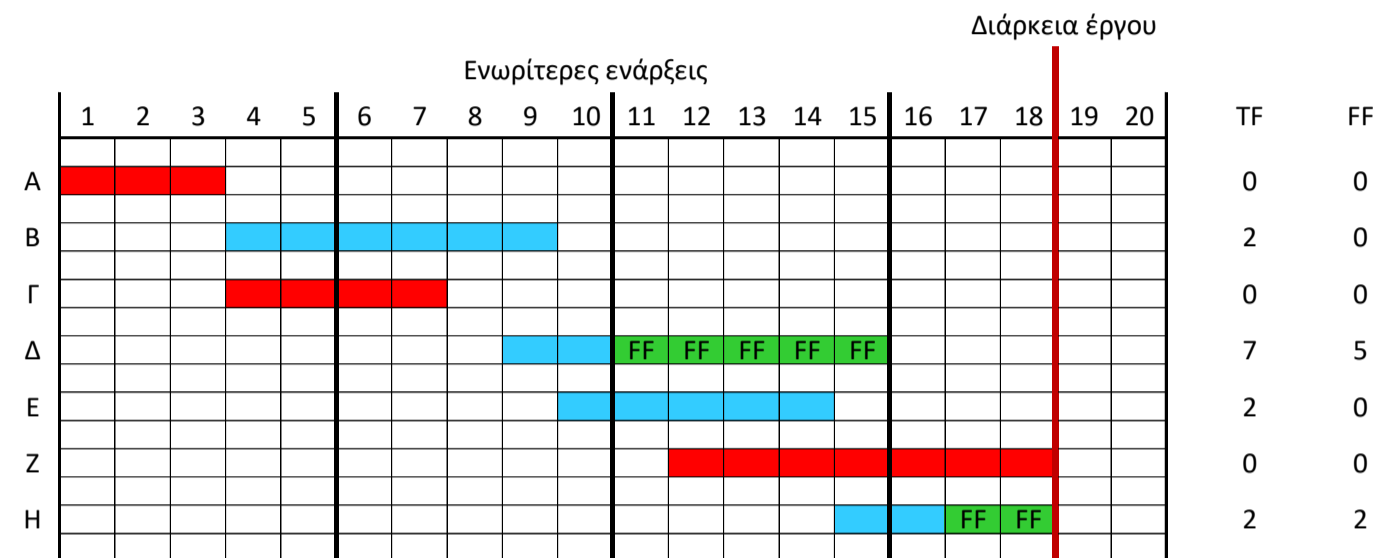 Διάρκεια έργου
Ενωρίτερες ενάρξεις
1 2 3 4 5 6 7 8 9 10 11 12 13 14 15 16 17 18 19 20 TF FF
Α 0 0
Β 2 0
Γ 0 0
Δ FF FF FF FF FF 7 5
Ε 2 0
Ζ 0 0
Η FF FF 2 2